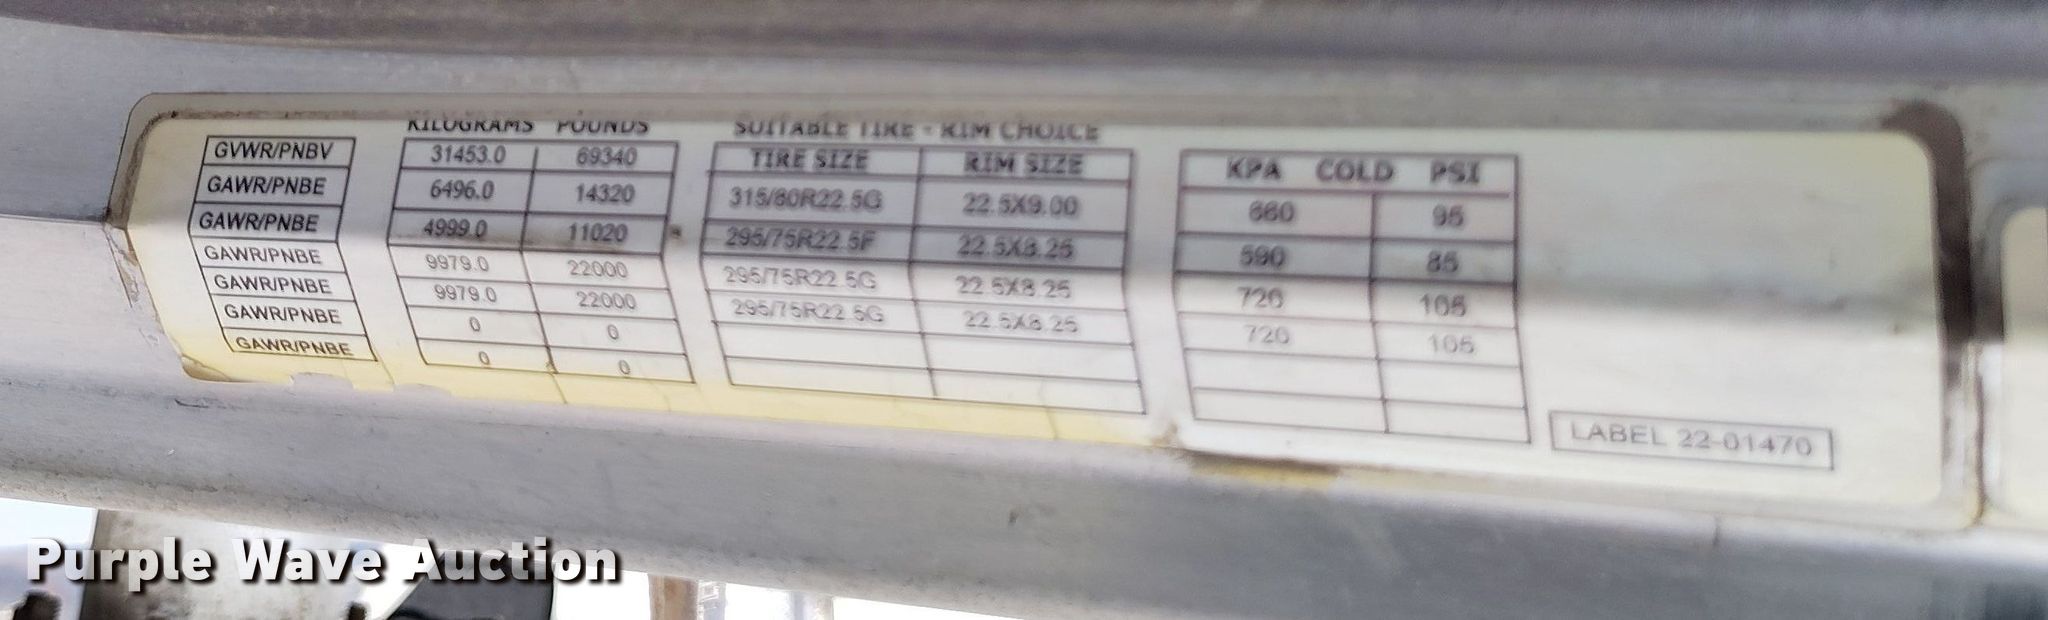 KILOGRAMS POUNDS SUITABLE TIRE - RIM CHOICE
GVWR/PNBV 31453.0 69340 TIRE SIZE RIM SIZE KPA COLD PSI
GAWR/PNBE 6496.0 14320 315/80R22.5G 22.5X9.00 660 95
GAWR/PNBE 4999.0 11020 295/75R22.5F 22.5X8.25 590 85
GAWR/PNBE 9979.0 22000 295/75R22.5G 22.5X8.25 720 105
GAWR/PNBE 9979.0 22000 295/75R22.5G 22.5X8.25 720 105
GAWR/PNBE 0 0
GAWR/PNBE 0 0
LABEL 22-01470
Purple Wave Auction